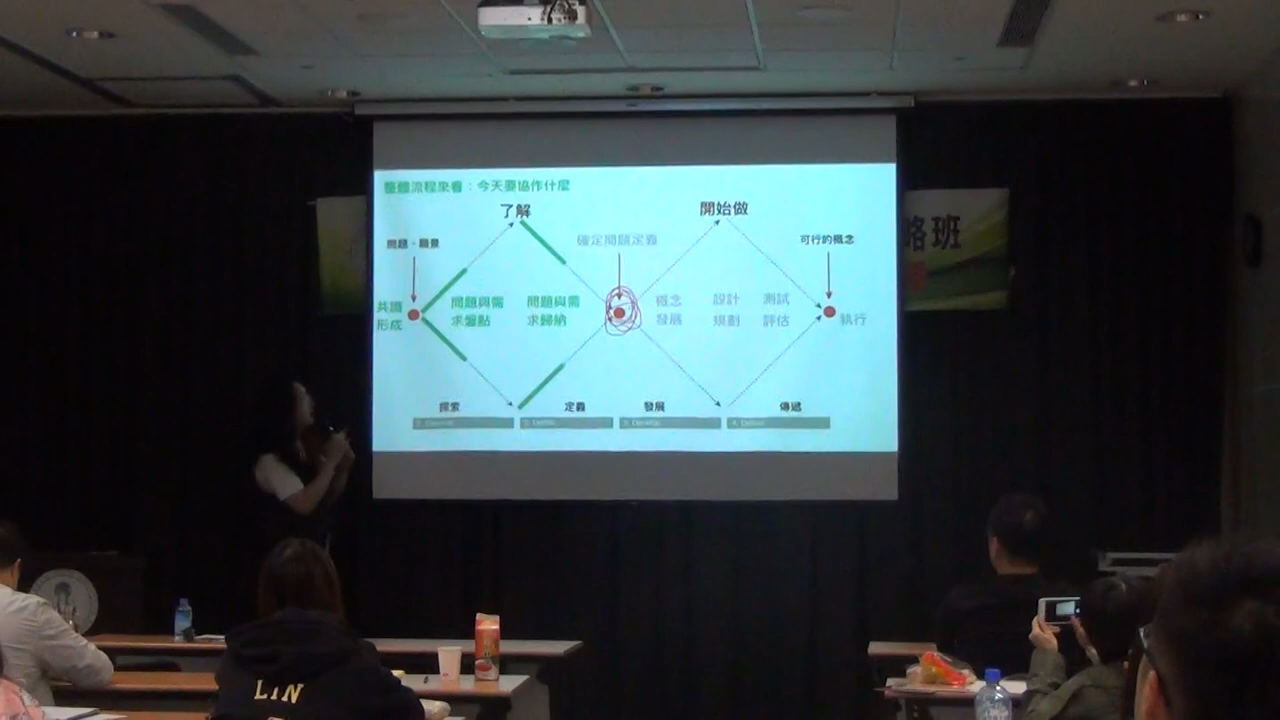 整體流程來看：今天要協作什麼
了解
開始做
問題、願景
確定問題定義
可行的概念
共識
形成
問題與需
求盤點
問題與需
求歸納
概念
發展
設計
規劃
測試
評估
執行
探索
定義
發展
傳遞
略班
LIN